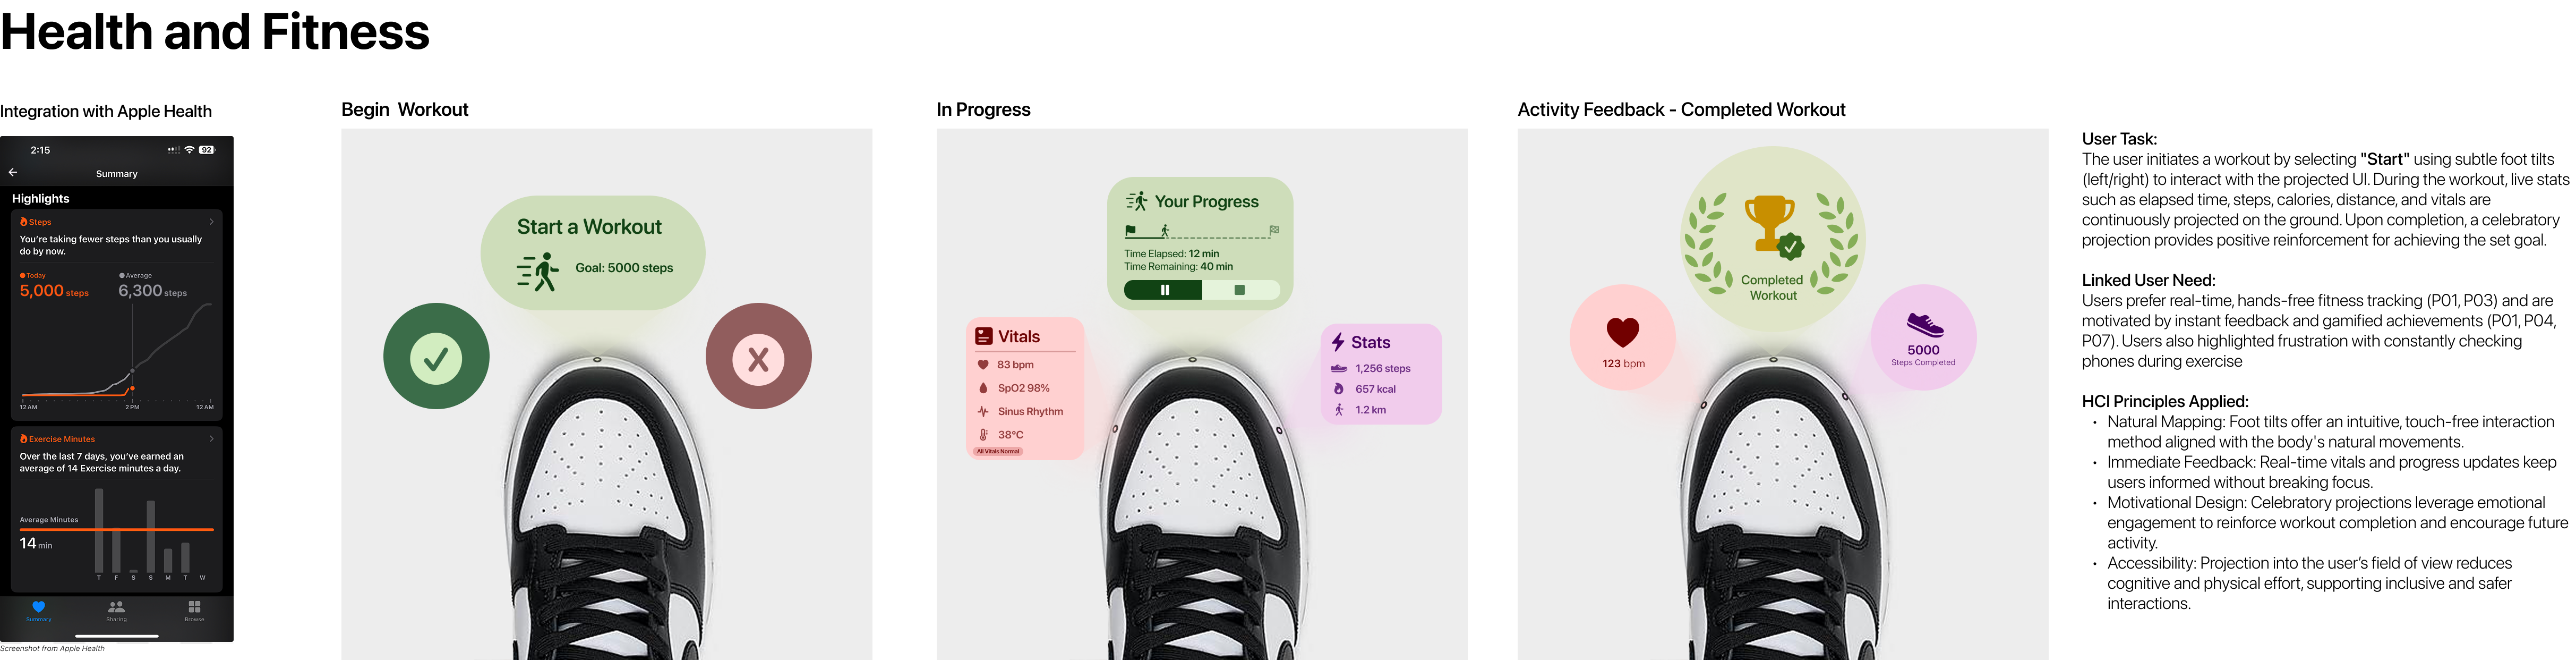 Health and Fitness
Integration with Apple Health
2:15
92
Summary
Highlights
Steps
You're taking fewer steps than you usually
do by now.
Today
Average
5,000 steps
6,300 steps
12 AM
2 PM
12 AM
Exercise Minutes
Over the last 7 days, you've earned an
average of 14 Exercise minutes a day.
Average Minutes
14 min
T F S S M T W
Summary
Sharing
Browse
Screenshot from Apple Health
Begin Workout
Start a Workout
Goal: 5000 steps
In Progress
Your Progress
Time Elapsed: 12 min
Time Remaining: 40 min
Vitals
83 bpm
SpO2 98%
Sinus Rhythm
38°C
All Vitals Normal
Stats
1,256 steps
657 kcal
1.2 km
Activity Feedback - Completed Workout
Completed
Workout
123 bpm
5000
Steps Completed
User Task:
The user initiates a workout by selecting "Start" using subtle foot tilts
(left/right) to interact with the projected UI. During the workout, live stats
such as elapsed time, steps, calories, distance, and vitals are
continuously projected on the ground. Upon completion, a celebratory
projection provides positive reinforcement for achieving the set goal.
Linked User Need:
Users prefer real-time, hands-free fitness tracking (P01, P03) and are
motivated by instant feedback and gamified achievements (P01, P04,
P07). Users also highlighted frustration with constantly checking
phones during exercise
HCI Principles Applied:
• Natural Mapping: Foot tilts offer an intuitive, touch-free interaction
method aligned with the body's natural movements.
• Immediate Feedback: Real-time vitals and progress updates keep
users informed without breaking focus.
• Motivational Design: Celebratory projections leverage emotional
engagement to reinforce workout completion and encourage future
activity.
• Accessibility: Projection into the user's field of view reduces
cognitive and physical effort, supporting inclusive and safer
interactions.